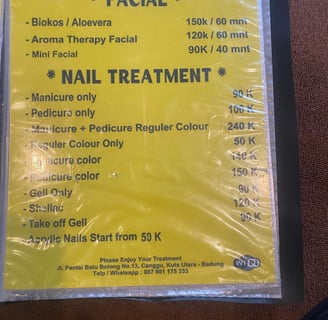 * FACIAL *
- Biokos / Aloevera 150k / 60 mnt
- Aroma Therapy Facial 120k / 60 mnt
- Mini Facial 90K / 40 mnt
* NAIL TREATMENT *
- Manicure only 90 K
- Pedicure only 100 K
- Manicure + Pedicure Reguler Colour 240 K
- Reguler Colour Only 50 K
- Manicure color 140 K
- Pedicure color 150 K
- Gell Only 90 K
- Shellac 120 K
- Take off Gell 90 K
- Acrylic Nails Start from 50 K
Please Enjoy Your Treatment
Jl. Pantai Batu Bolong No.13, Canggu, Kuta Utara - Badung
Telp / Whatsapp : 087 861 175 333
Wi Fi